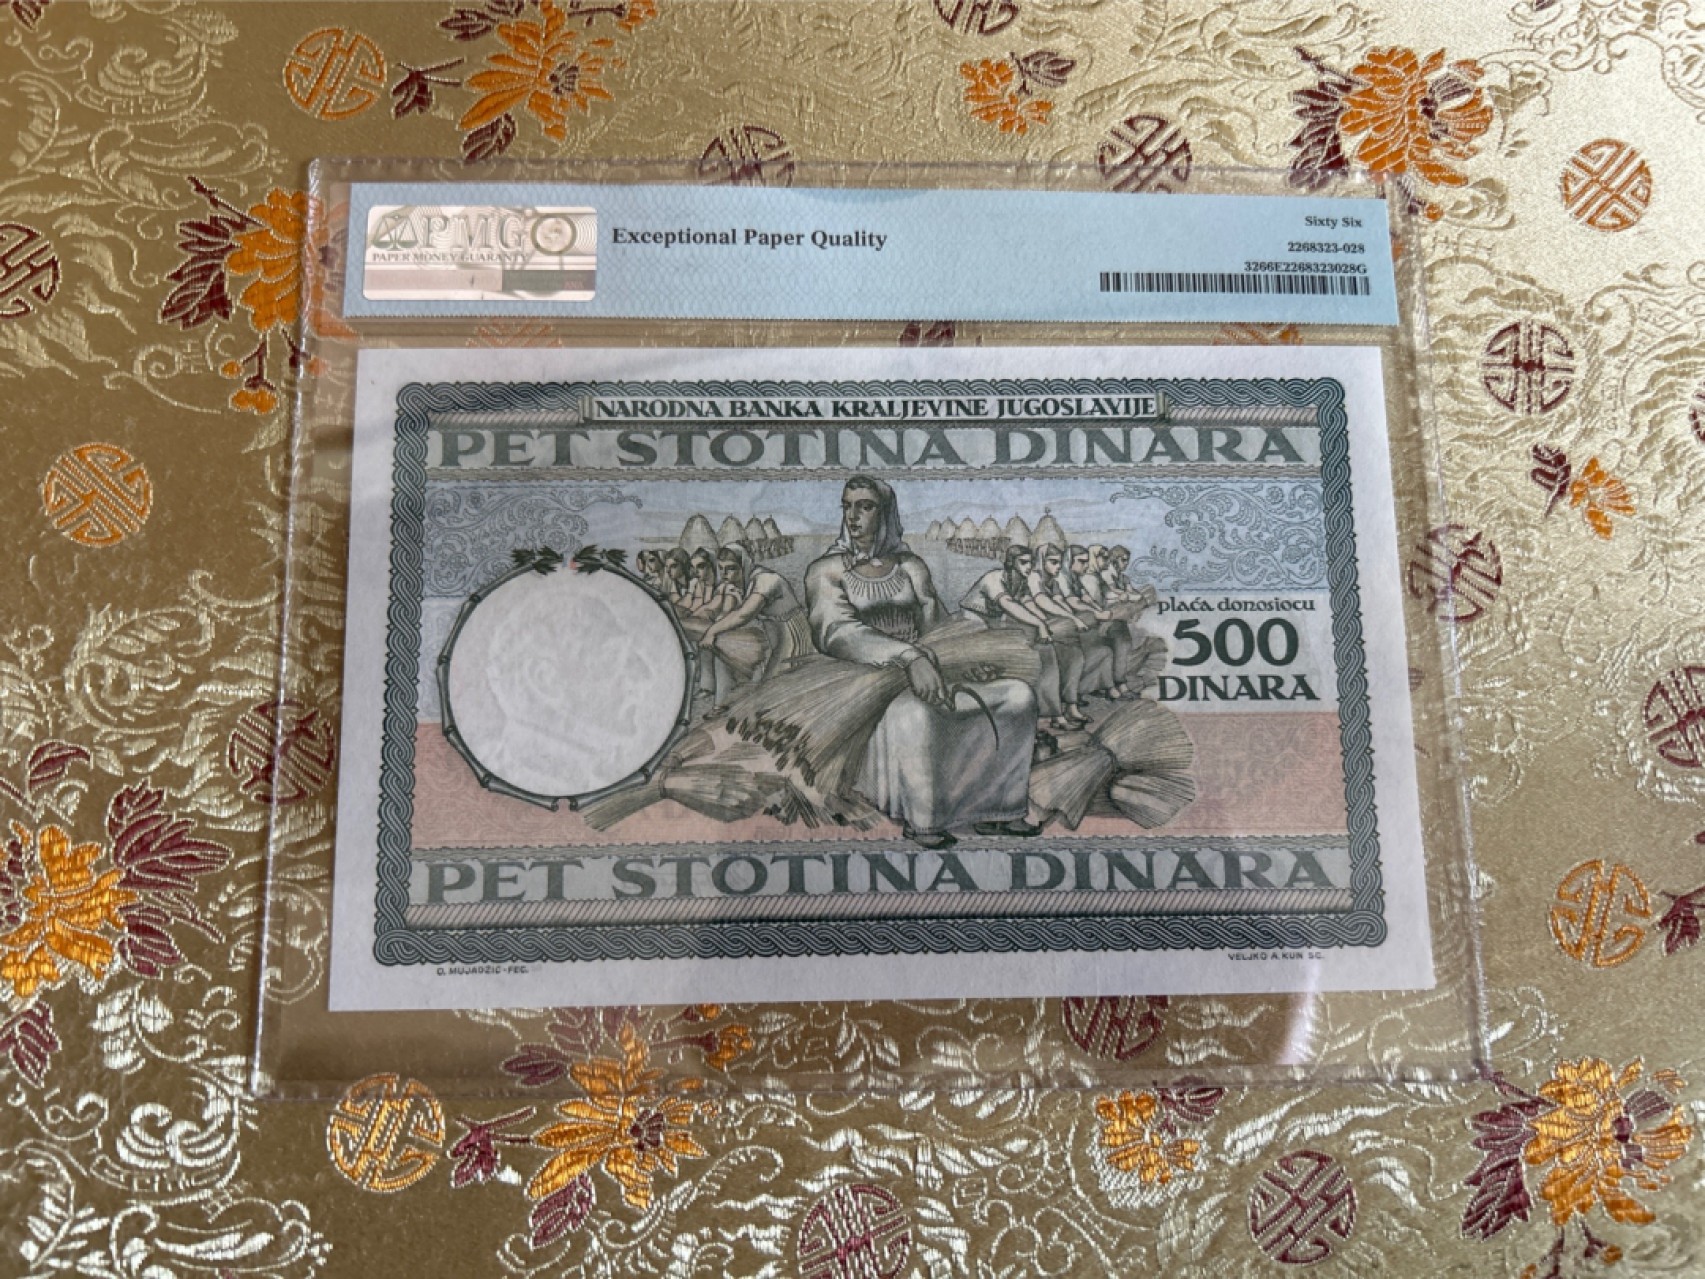 PMG
PAPER MONEY GUARANTY
Exceptional Paper Quality
Sixty Six
2268323-028
3266E2268323028G
NARODNA BANKA KRALJEVINE JUGOSLAVIJE
PET STOTINA DINARA
plaća donosiocu
500
DINARA
PET STOTINA DINARA
O. MUJADŽIĆ-FEC.
VELJKO A. KUN SC.